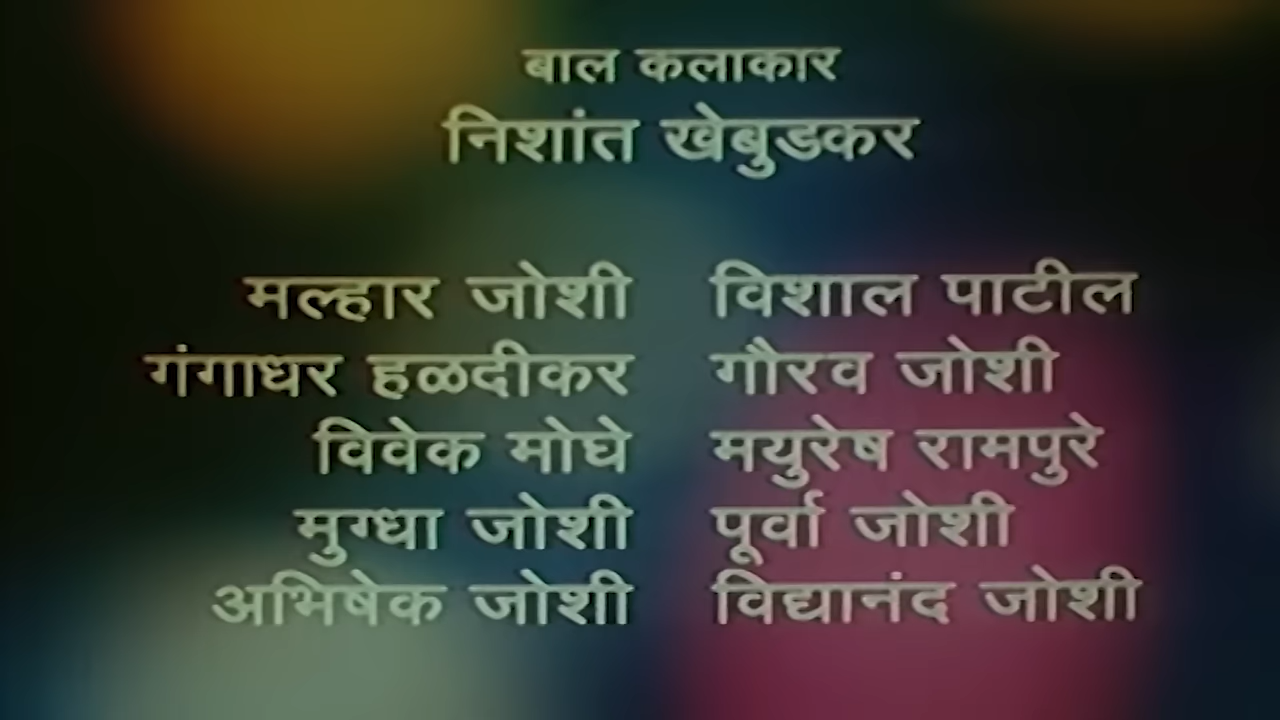 बाल कलाकार
निशांत खेबुडकर
मल्हार जोशी विशाल पाटील
गंगाधर हळदीकर गौरव जोशी
विवेक मोघे मयुरेष रामपुरे
मुग्धा जोशी पूर्वा जोशी
अभिषेक जोशी विद्यानंद जोशी